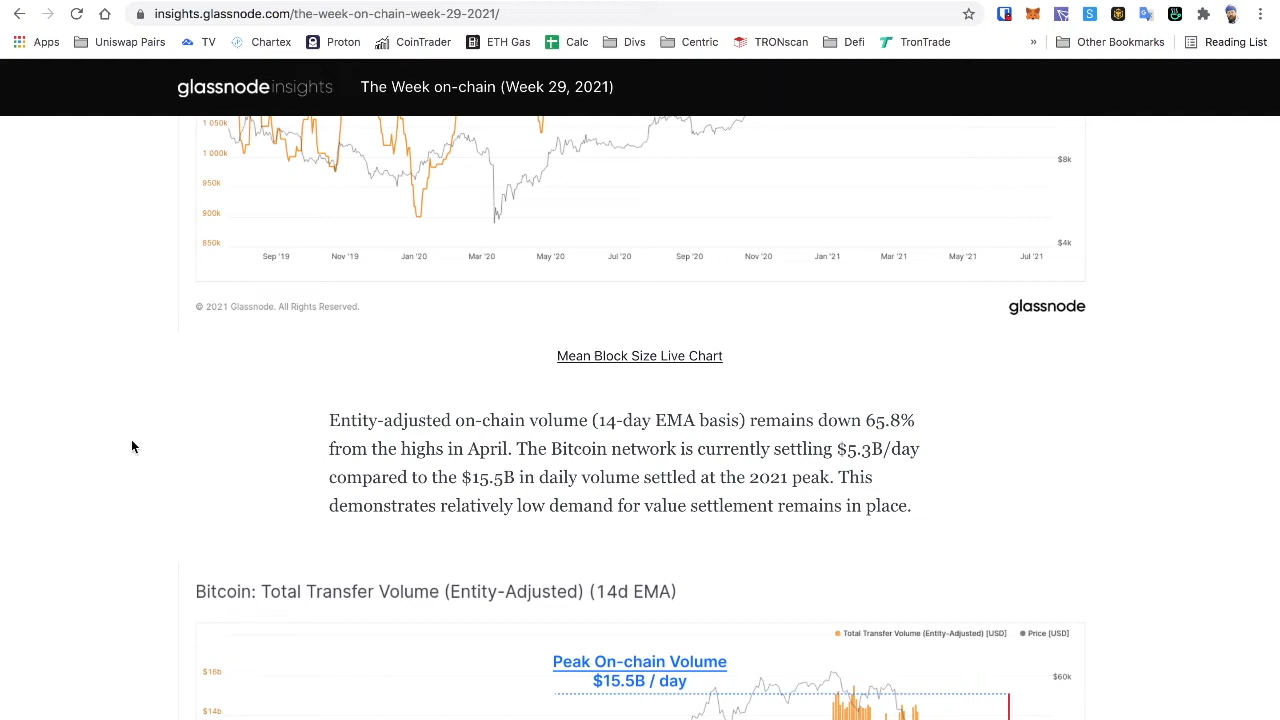 insights.glassnode.com/the-week-on-chain-week-29-2021/
Apps Uniswap Pairs TV Chartex Proton CoinTrader ETH Gas Calc Divs Centric TRONscan Defi TronTrade » Other Bookmarks Reading List
glassnodeinsights The Week on-chain (Week 29, 2021)
1 050k
1 000k
$8k
950k
900k
850k
$4k
Sep '19 Nov '19 Jan '20 Mar '20 May '20 Jul '20 Sep '20 Nov '20 Jan '21 Mar '21 May '21 Jul '21
© 2021 Glassnode. All Rights Reserved.
glassnode
Mean Block Size Live Chart
Entity-adjusted on-chain volume (14-day EMA basis) remains down 65.8%
from the highs in April. The Bitcoin network is currently settling $5.3B/day
compared to the $15.5B in daily volume settled at the 2021 peak. This
demonstrates relatively low demand for value settlement remains in place.
Bitcoin: Total Transfer Volume (Entity-Adjusted) (14d EMA)
Total Transfer Volume (Entity-Adjusted) [USD] Price [USD]
Peak On-chain Volume
$15.5B / day
$16b
$60k
$14b